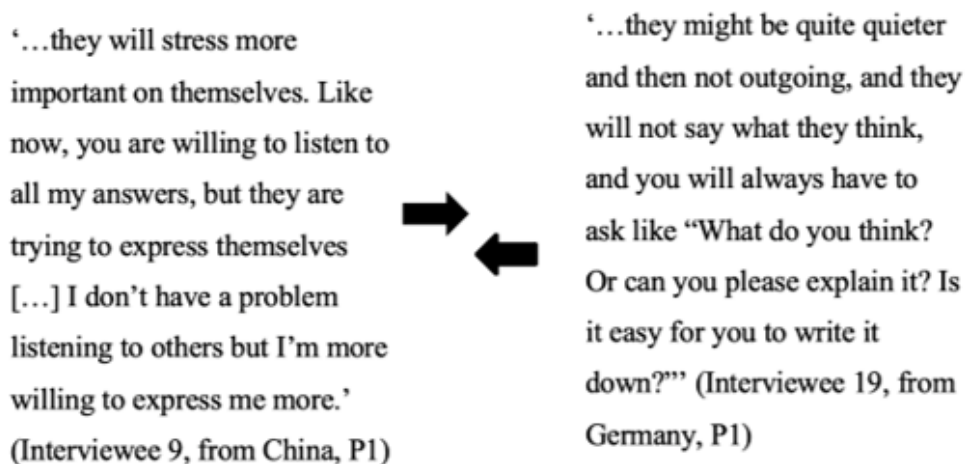 ‘…they will stress more
important on themselves. Like
now, you are willing to listen to
all my answers, but they are
trying to express themselves
[…] I don’t have a problem
listening to others but I’m more
willing to express me more.’
(Interviewee 9, from China, P1)
‘…they might be quite quieter
and then not outgoing, and they
will not say what they think,
and you will always have to
ask like “What do you think?
Or can you please explain it? Is
it easy for you to write it
down?”’ (Interviewee 19, from
Germany, P1)